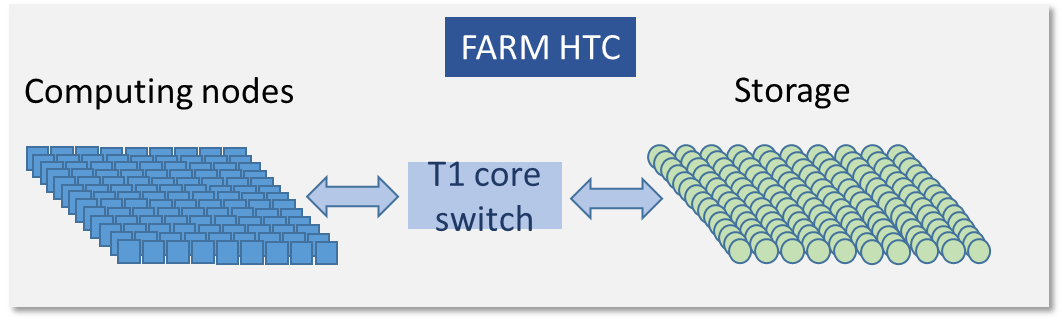 FARM HTC
Computing nodes
Storage
T1 core
switch